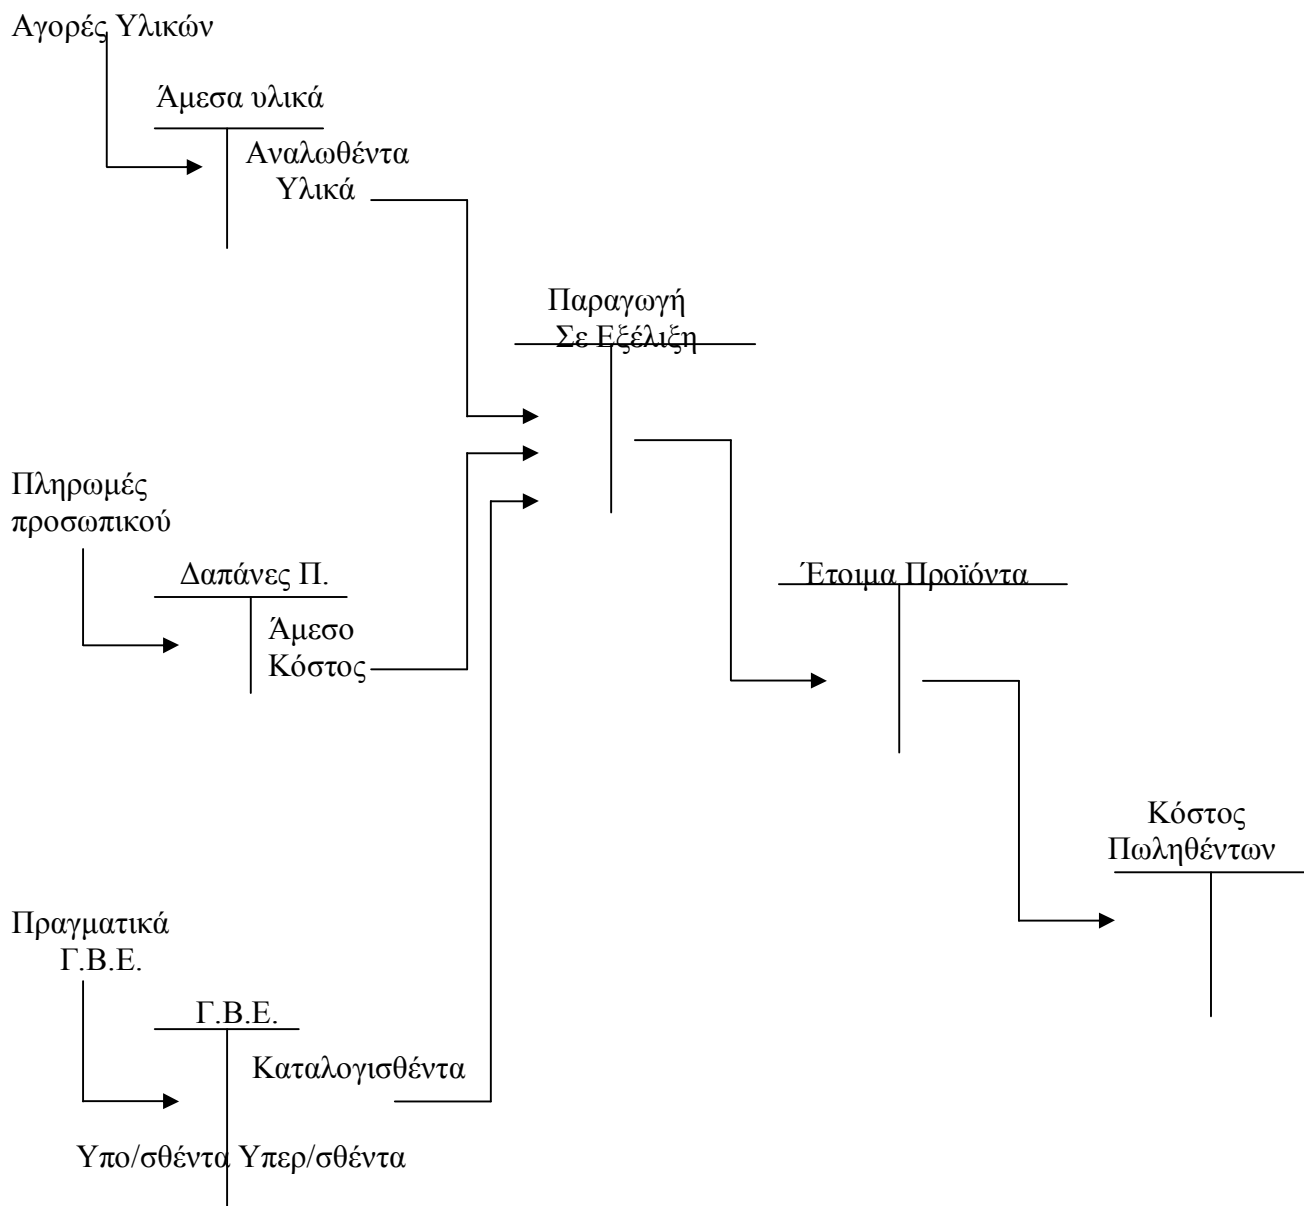 Αγορές Υλικών
Άμεσα υλικά
Αναλωθέντα
Υλικά
Παραγωγή
Σε Εξέλιξη
Πληρωμές
προσωπικού
Δαπάνες Π.
Άμεσο
Κόστος
Έτοιμα Προϊόντα
Κόστος
Πωληθέντων
Πραγματικά
Γ.Β.Ε.
Γ.Β.Ε.
Καταλογισθέντα
Υπο/σθέντα Υπερ/σθέντα